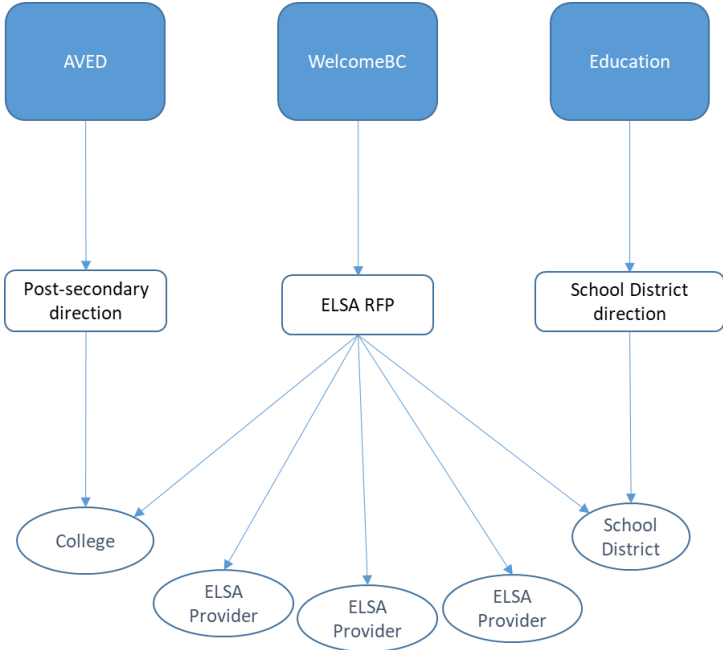 AVED
WelcomeBC
Education
Post-secondary
direction
ELSA RFP
School District
direction
College
ELSA
Provider
ELSA
Provider
ELSA
Provider
School
District